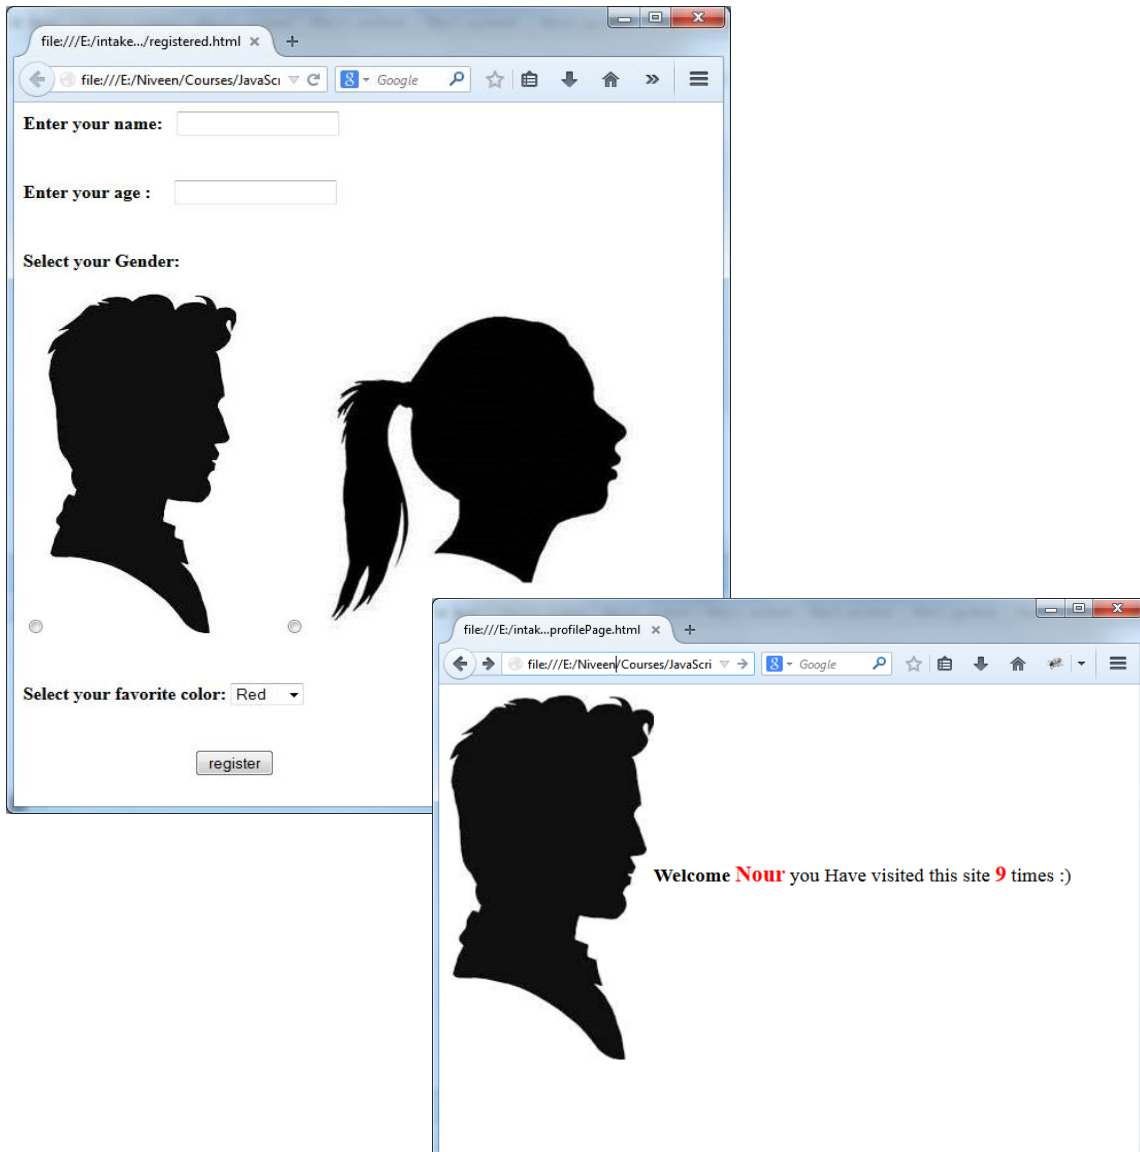 file:///E:/intake.../registered.html
file:///E:/Niveen/Courses/JavaScri
Google
Enter your name:
Enter your age :
Select your Gender:
Select your favorite color: Red
register
file:///E:/intak...profilePage.html
file:///E:/Niveen/Courses/JavaScri
Google
Welcome Nour you Have visited this site 9 times :)